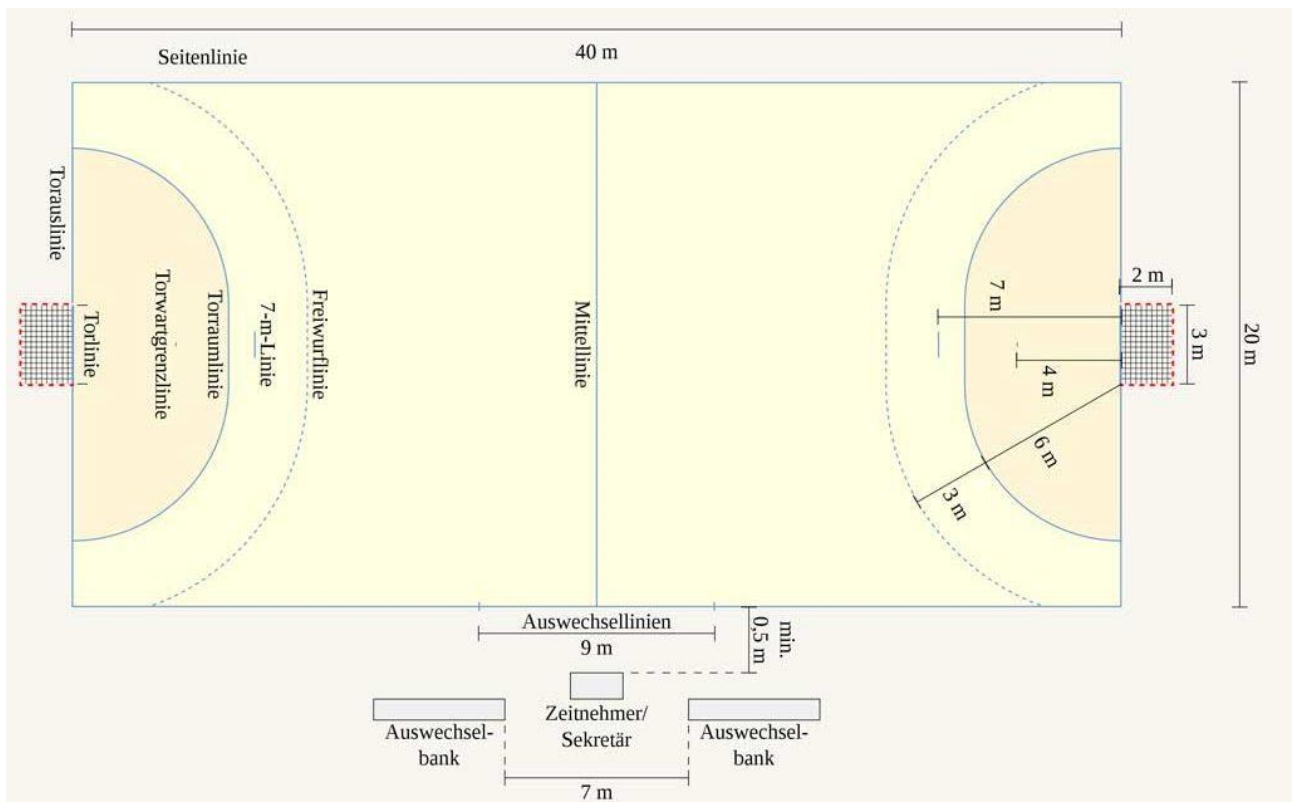 40 m
Seitenlinie
Torauslinie
Torlinie
Torwartgrenzlinie
Torraumlinie
7-m-Linie
Freiwurflinie
Mittellinie
7 m
4 m
6 m
3 m
2 m
3 m
20 m
Auswechsellinien
9 m
min.
0,5 m
Zeitnehmer/
Sekretär
Auswechsel-
bank
Auswechsel-
bank
7 m